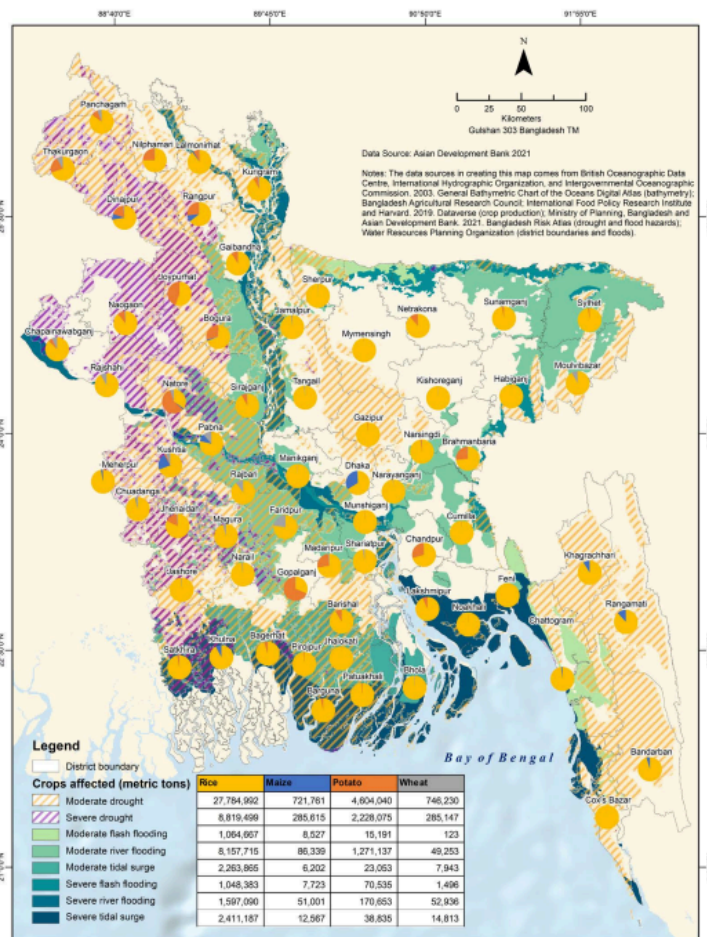 88°40'0"E
89°45'0"E
90°50'0"E
91°55'0"E
N
0 25 50 100
Kilometers
Gulshan 303 Bangladesh TM
Data Source: Asian Development Bank 2021
Notes: The data sources in creating this map comes from British Oceanographic Data
Centre, International Hydrographic Organization, and Intergovernmental Oceanographic
Commission. 2003. General Bathymetric Chart of the Oceans Digital Atlas (bathymetry);
Bangladesh Agricultural Research Council; International Food Policy Research Institute
and Harvard. 2019. Dataverse (crop production); Ministry of Planning, Bangladesh and
Asian Development Bank. 2021. Bangladesh Risk Atlas (drought and flood hazards);
Water Resources Planning Organization (district boundaries and floods).
Panchagarh
Thakurgaon
Nilphamari
Lalmonirhat
Kurigrama
Dinajpur
Rangpur
Gaibandha
Joypurhat
Sherpur
Naogaon
Bogura
Jamalpur
Netrakona
Sunamganj
Sylhet
Chapainawabganj
Mymensingh
Rajshahi
Natore
Sirajganj
Tangail
Kishoreganj
Habiganj
Moulvibazar
Pabna
Gazipur
Narsingdi
Brahmanbaria
Kushtia
Meherpur
Manikganj
Dhaka
Narayanganj
Chuadanga
Rajbari
Jhenaidah
Magura
Faridpur
Munshiganj
Cumilla
Madaripur
Shariatpur
Chandpur
Jashore
Narail
Gopalganj
Khagrachhari
Lakshmipur
Feni
Noakhali
Chattogram
Rangamati
Barishal
Khulna
Bagerhat
Pirojpur
Jhalokati
Satkhira
Patuakhali
Bhola
Barguna
Bandarban
Cox's Bazar
Bay of Bengal
Legend
District boundary
Crops affected (metric tons) Rice Maize Potato Wheat
Moderate drought 27,784,992 721,761 4,604,040 746,230
Severe drought 8,819,499 285,615 2,228,075 285,147
Moderate flash flooding 1,064,667 8,527 15,191 123
Moderate river flooding 8,157,715 86,339 1,271,137 49,253
Moderate tidal surge 2,263,865 6,202 23,053 7,943
Severe flash flooding 1,048,383 7,723 70,535 1,496
Severe river flooding 1,597,090 51,001 170,653 52,936
Severe tidal surge 2,411,187 12,567 38,835 14,813